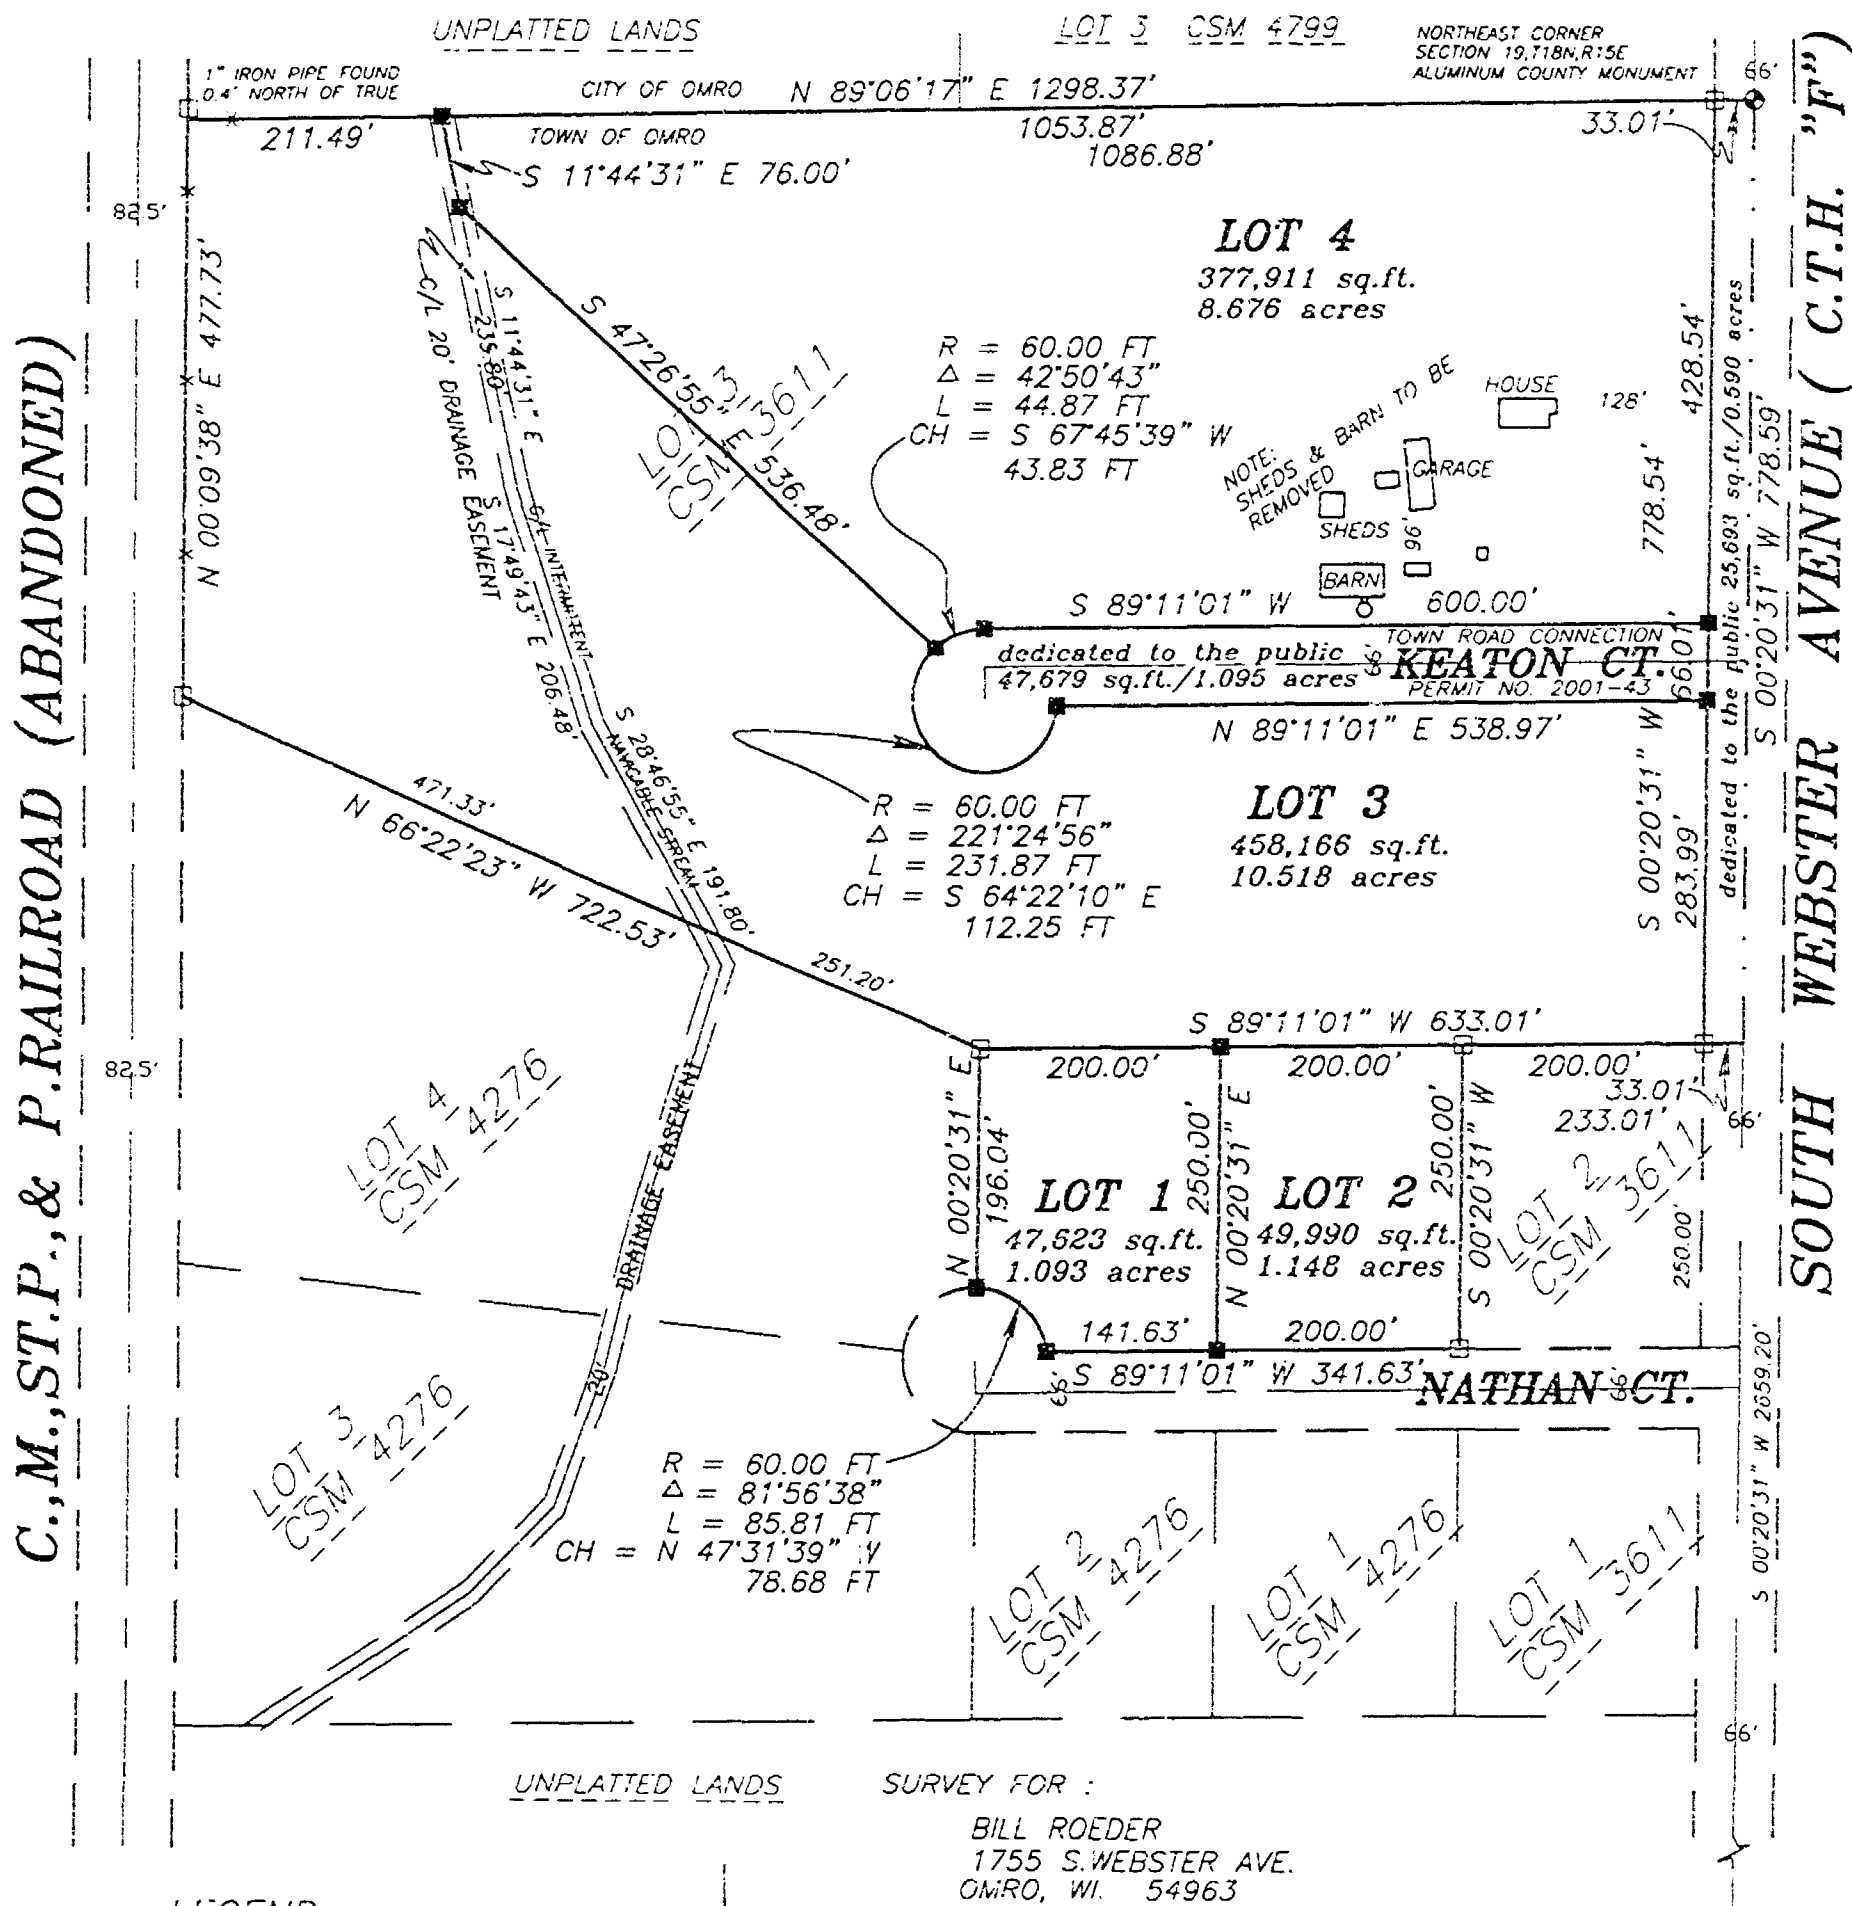 UNPLATTED LANDS
LOT 3 CSM 4799
NORTHEAST CORNER
SECTION 19,T18N,R15E
ALUMINUM COUNTY MONUMENT
66'
1" IRON PIPE FOUND
0.4' NORTH OF TRUE
CITY OF OMRO
N 89°06'17" E 1298.37'
211.49'
TOWN OF OMRO
1053.87'
1086.88'
33.01'
S 11°44'31" E 76.00'
82.5'
N 00°09'38" E 477.73'
C/L 20' DRAINAGE EASEMENT
S 11°44'31" E
235.80'
S 17°49'43" E 206.48'
C/L INTERMITTENT
NAVIGABLE STREAM
S 28°46'55" E 191.80'
S 47°26'55" E 536.48'
LOT 3
CSM 3611
LOT 4
377,911 sq.ft.
8.676 acres
R = 60.00 FT
Δ = 42°50'43"
L = 44.87 FT
CH = S 67°45'39" W
43.83 FT
NOTE:
SHEDS & BARN TO BE
REMOVED
HOUSE
128'
GARAGE
SHEDS
96'
BARN
428.54'
778.54'
S 89°11'01" W 600.00'
TOWN ROAD CONNECTION
dedicated to the public
66'
KEATON CT.
47,679 sq.ft./1.095 acres
PERMIT NO. 2001-43
66.01'
N 89°11'01" E 538.97'
dedicated to the public 25,693 sq.ft./0.590 acres
S 00°20'31" W 778.59'
S 00°20'31" W
283.99'
R = 60.00 FT
Δ = 221°24'56"
L = 231.87 FT
CH = S 64°22'10" E
112.25 FT
LOT 3
458,166 sq.ft.
10.518 acres
471.33'
N 66°22'23" W 722.53'
251.20'
S 89°11'01" W 633.01'
200.00'
200.00'
200.00'
33.01'
233.01'
66'
82.5'
LOT 4
CSM 4276
DRAINAGE EASEMENT
20'
N 00°20'31" E
196.04'
LOT 1
47,623 sq.ft.
1.093 acres
250.00'
N 00°20'31" E
LOT 2
49,990 sq.ft.
1.148 acres
250.00'
S 00°20'31" W
LOT 2
CSM 3611
250.00'
141.63'
200.00'
S 89°11'01" W 341.63'
66'
66'
NATHAN CT.
S 00°20'31" W 2659.20'
LOT 3
CSM 4276
R = 60.00 FT
Δ = 81°56'38"
L = 85.81 FT
CH = N 47°31'39" W
78.68 FT
LOT 2
CSM 4276
LOT 1
CSM 4276
LOT 1
CSM 3611
66'
C.,M.,ST.P.,& P.RAILROAD (ABANDONED)
SOUTH WEBSTER AVENUE ( C.T.H. "F")
UNPLATTED LANDS
SURVEY FOR :
BILL ROEDER
1755 S.WEBSTER AVE.
OMRO, WI. 54963
LEGEND